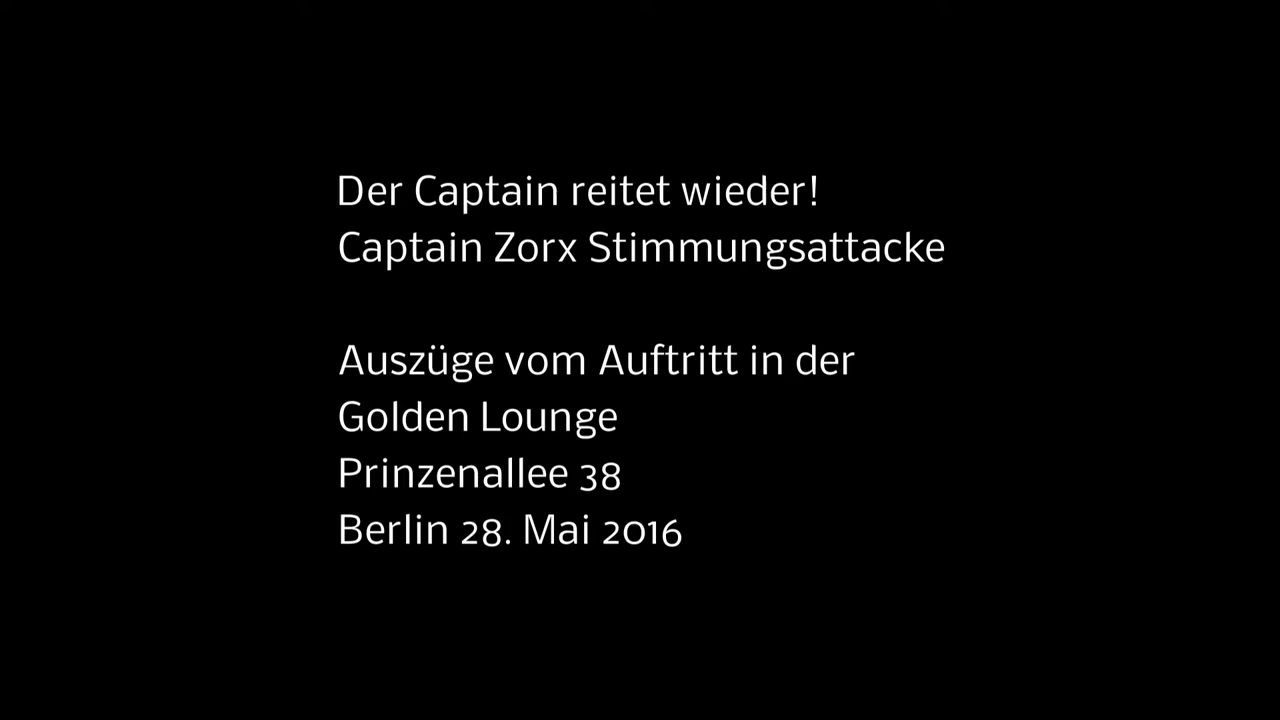 Der Captain reitet wieder!
Captain Zorx Stimmungsattacke
Auszüge vom Auftritt in der
Golden Lounge
Prinzenallee 38
Berlin 28. Mai 2016